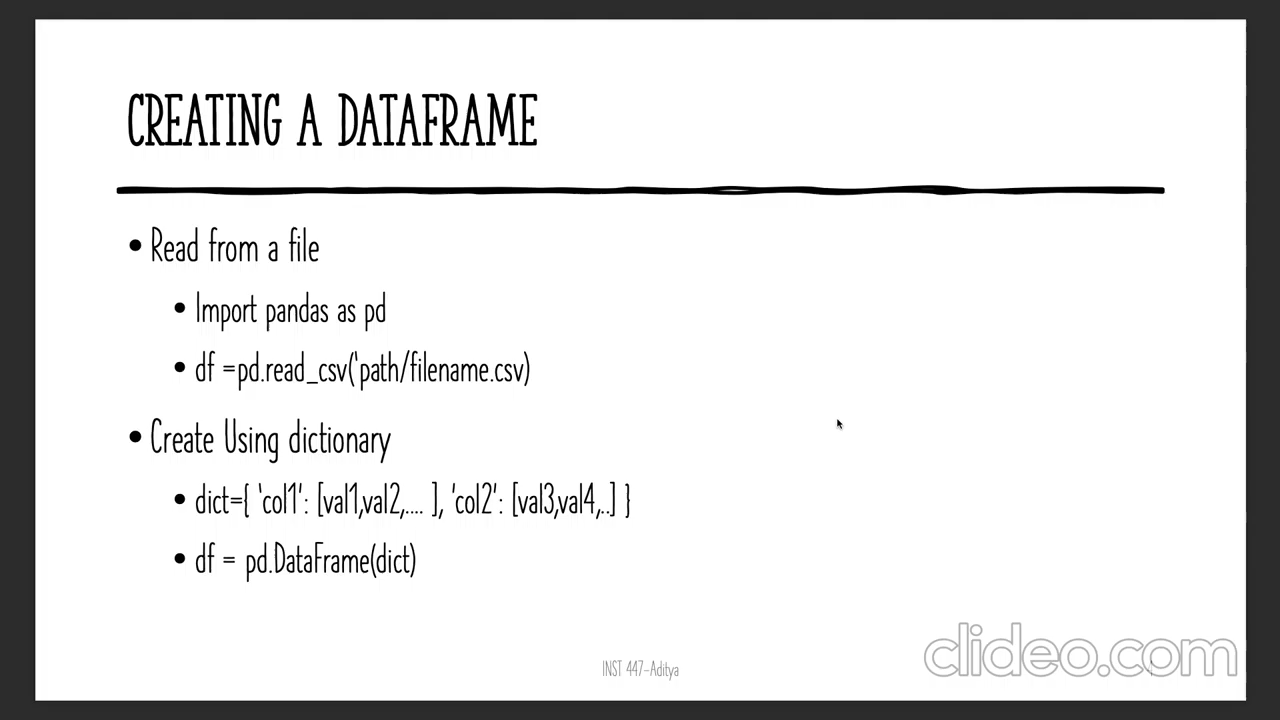 CREATING A DATAFRAME
• Read from a file
• Import pandas as pd
• df =pd.read_csv(‘path/filename.csv)
• Create Using dictionary
• dict={ ‘col1’: [val1,val2,.... ], ‘col2’: [val3,val4,..] }
• df = pd.DataFrame(dict)
INST 447-Aditya
clideo.com